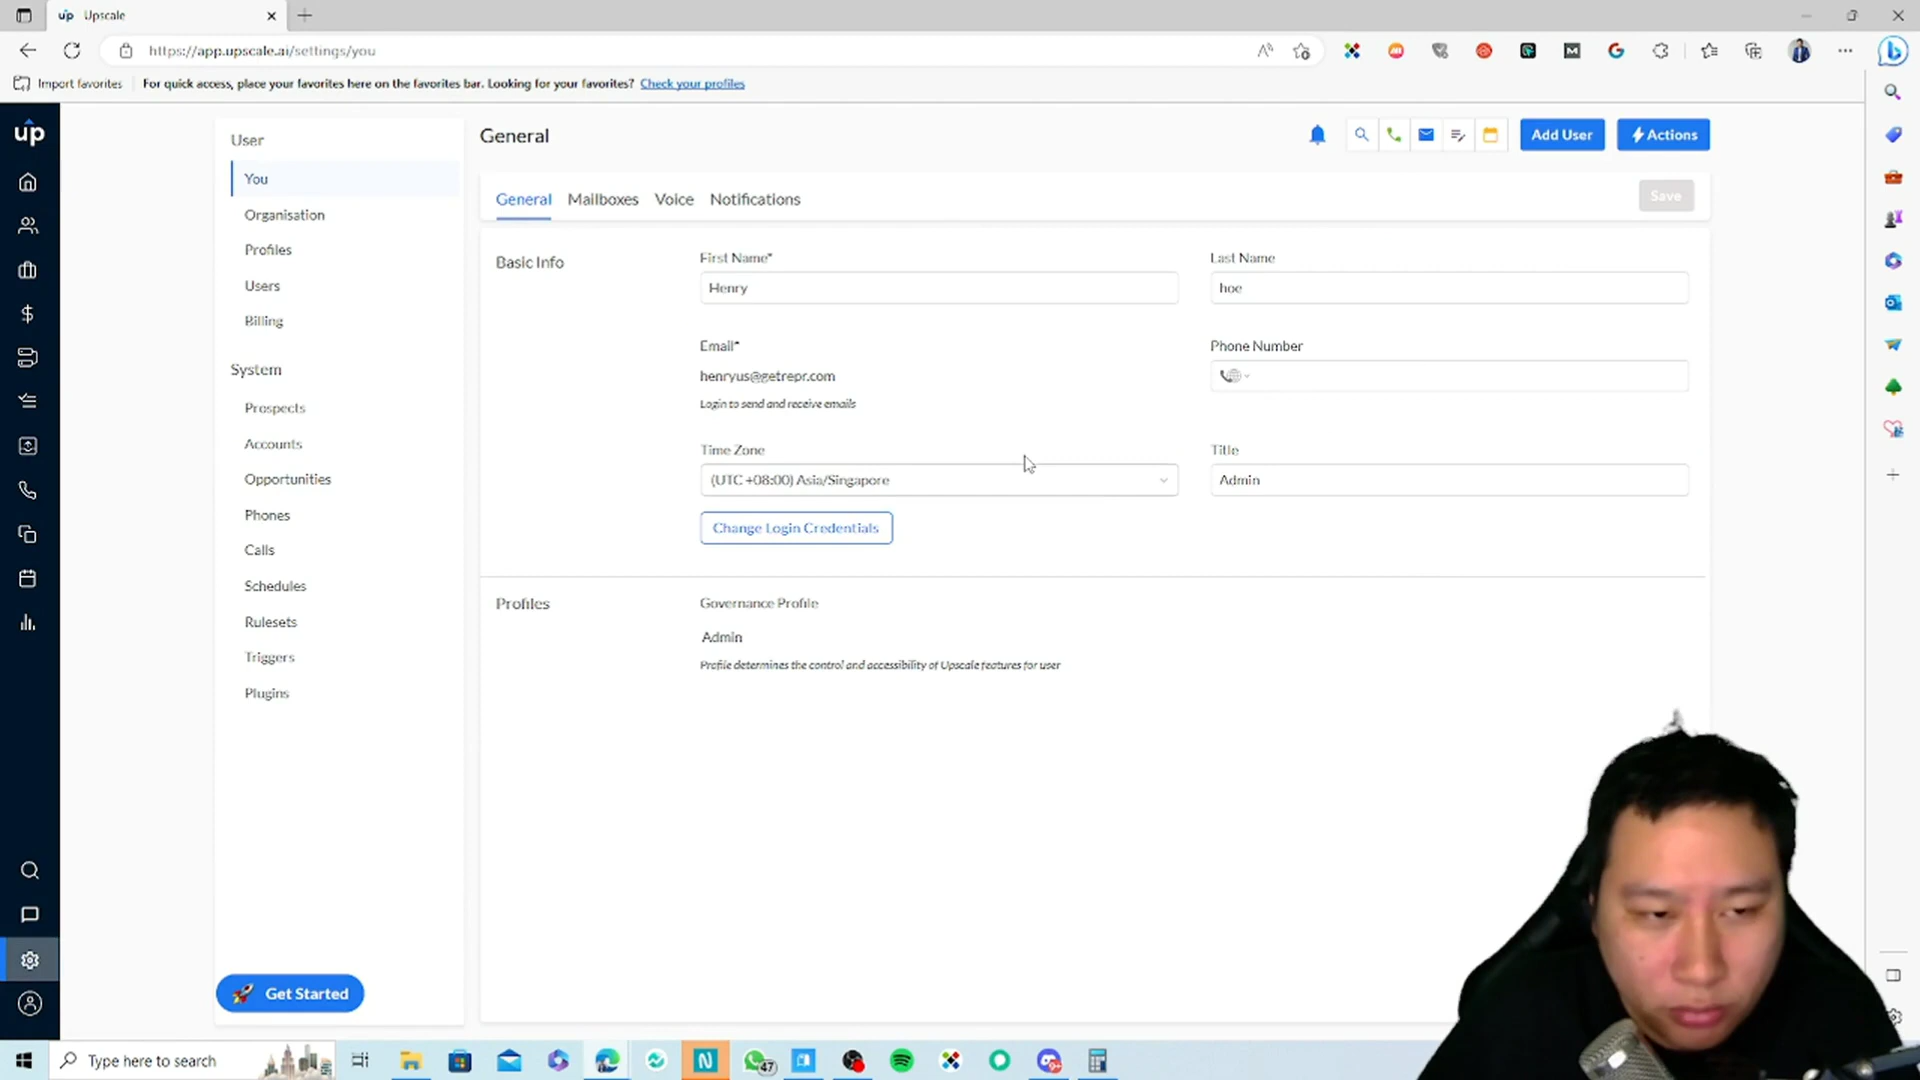 Upscale
https://app.upscale.ai/settings/you
Import favorites
For quick access, place your favorites here on the favorites bar. Looking for your favorites? Check your profiles
up
User
You
Organisation
Profiles
Users
Billing
System
Prospects
Accounts
Opportunities
Phones
Calls
Schedules
Rulesets
Triggers
Plugins
Get Started
General
Add User
Actions
General
Mailboxes
Voice
Notifications
Save
Basic Info
First Name*
Henry
Last Name
hoe
Email*
henryus@getrepr.com
Login to send and receive emails
Phone Number
Time Zone
(UTC +08:00) Asia/Singapore
Title
Admin
Change Login Credentials
Profiles
Governance Profile
Admin
Profile determines the control and accessibility of Upscale features for user
Type here to search
47